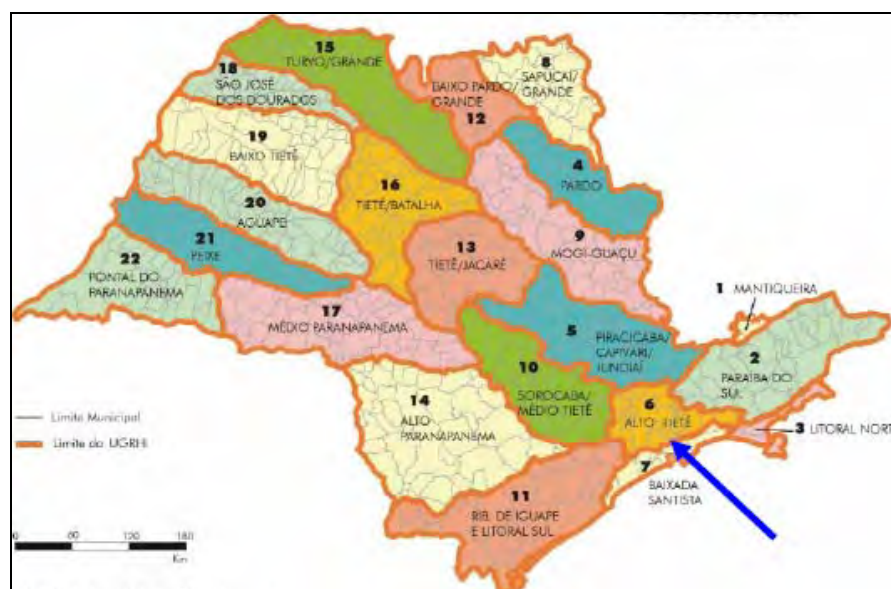 15
TURVO/GRANDE
18
SÃO JOSÉ
DOS DOURADOS
BAIXO PARDO/
GRANDE
12
8
SAPUCAÍ/
GRANDE
19
BAIXO TIETÊ
4
PARDO
16
TIETÊ/BATALHA
20
AGUAPEÍ
9
MOGI-GUAÇU
21
PEIXE
13
TIETÊ/JACARÉ
22
PONTAL DO
PARANAPANEMA
17
MÉDIO PARANAPANEMA
1 MANTIQUEIRA
5
PIRACICABA/
CAPIVARI/
JUNDIAÍ
2
PARAÍBA DO
SUL
10
SOROCABA/
MÉDIO TIETÊ
14
ALTO
PARANAPANEMA
6
ALTO TIETÊ
3 LITORAL NORT
7
BAIXADA
SANTISTA
11
RIB. DE IGUAPE
E LITORAL SUL
Limite Municipal
Limite da UGRHI
0 60 120 180
Km